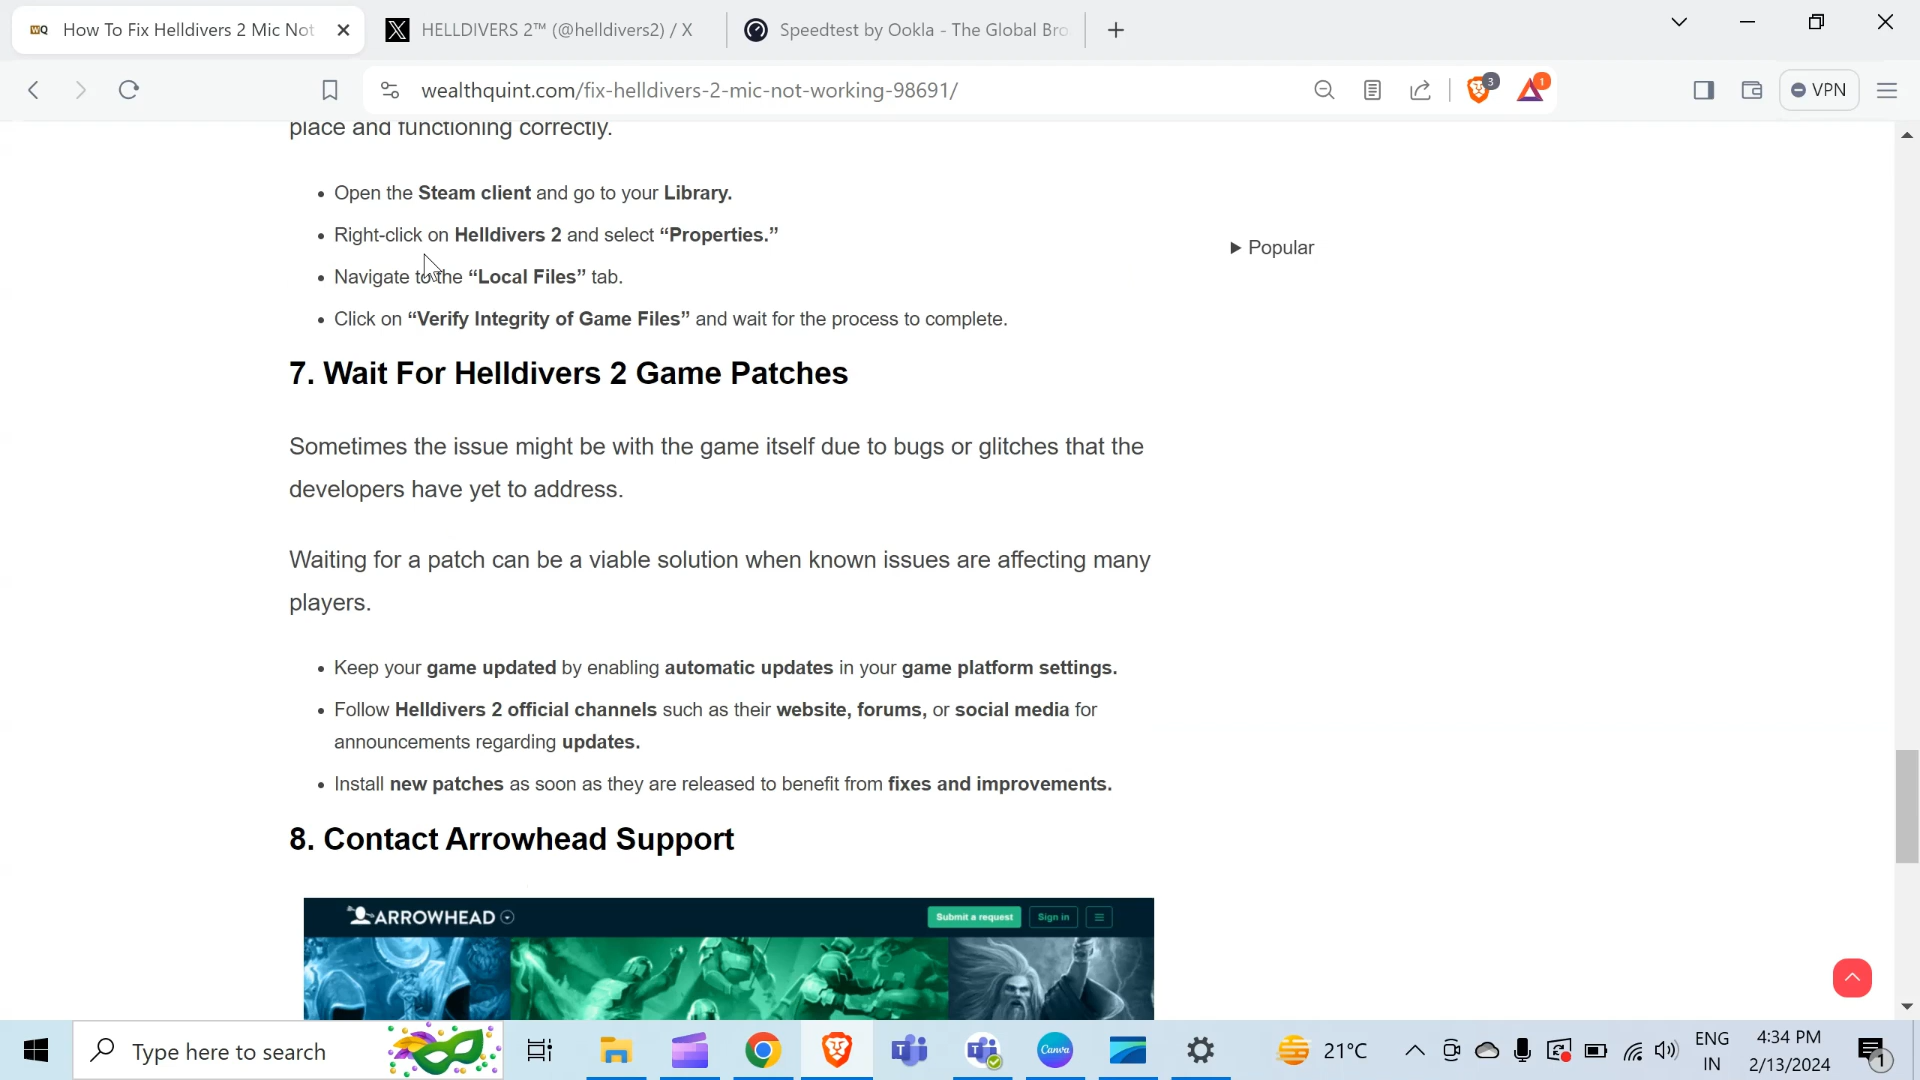 How To Fix Helldivers 2 Mic Not
HELLDIVERS 2™ (@helldivers2) / X
Speedtest by Ookla - The Global Bro
wealthquint.com/fix-helldivers-2-mic-not-working-98691/
3
1
VPN
place and functioning correctly.
• Open the Steam client and go to your Library.
• Right-click on Helldivers 2 and select “Properties.”
• Navigate to the “Local Files” tab.
• Click on “Verify Integrity of Game Files” and wait for the process to complete.
Popular
7. Wait For Helldivers 2 Game Patches
Sometimes the issue might be with the game itself due to bugs or glitches that the
developers have yet to address.
Waiting for a patch can be a viable solution when known issues are affecting many
players.
• Keep your game updated by enabling automatic updates in your game platform settings.
• Follow Helldivers 2 official channels such as their website, forums, or social media for
announcements regarding updates.
• Install new patches as soon as they are released to benefit from fixes and improvements.
8. Contact Arrowhead Support
ARROWHEAD
Submit a request
Sign in
Type here to search
Canva
21°C
ENG
IN
4:34 PM
2/13/2024
1